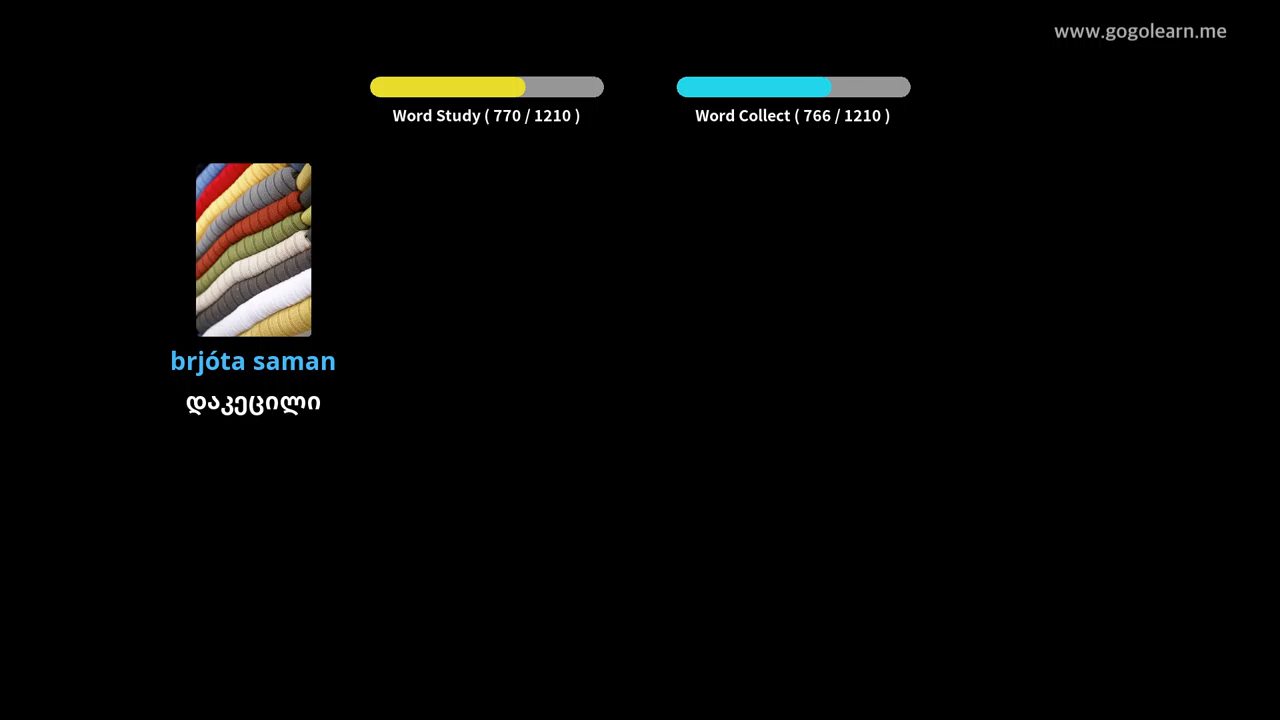 www.gogolearn.me
Word Study ( 770 / 1210 )
Word Collect ( 766 / 1210 )
brjóta saman
დაკეცილი